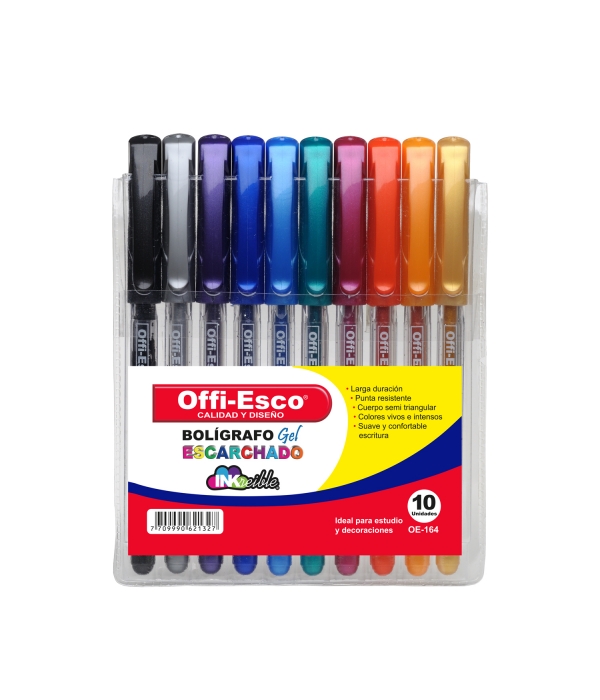 Offi-Esco
Offi-Esco
Offi-Esco
Offi-Esco
Offi-Esco
Offi-Esco
Offi-Esco
Offi-Esco
Offi-Esco®
CALIDAD Y DISEÑO
BOLÍGRAFO Gel
ESCARCHADO
INKreíble
• Larga duración
• Punta resistente
• Cuerpo semi triangular
• Colores vivos e intensos
• Suave y confortable
escritura
7 709990 621327
Ideal para estudio
y decoraciones
10
Unidades
OE-164